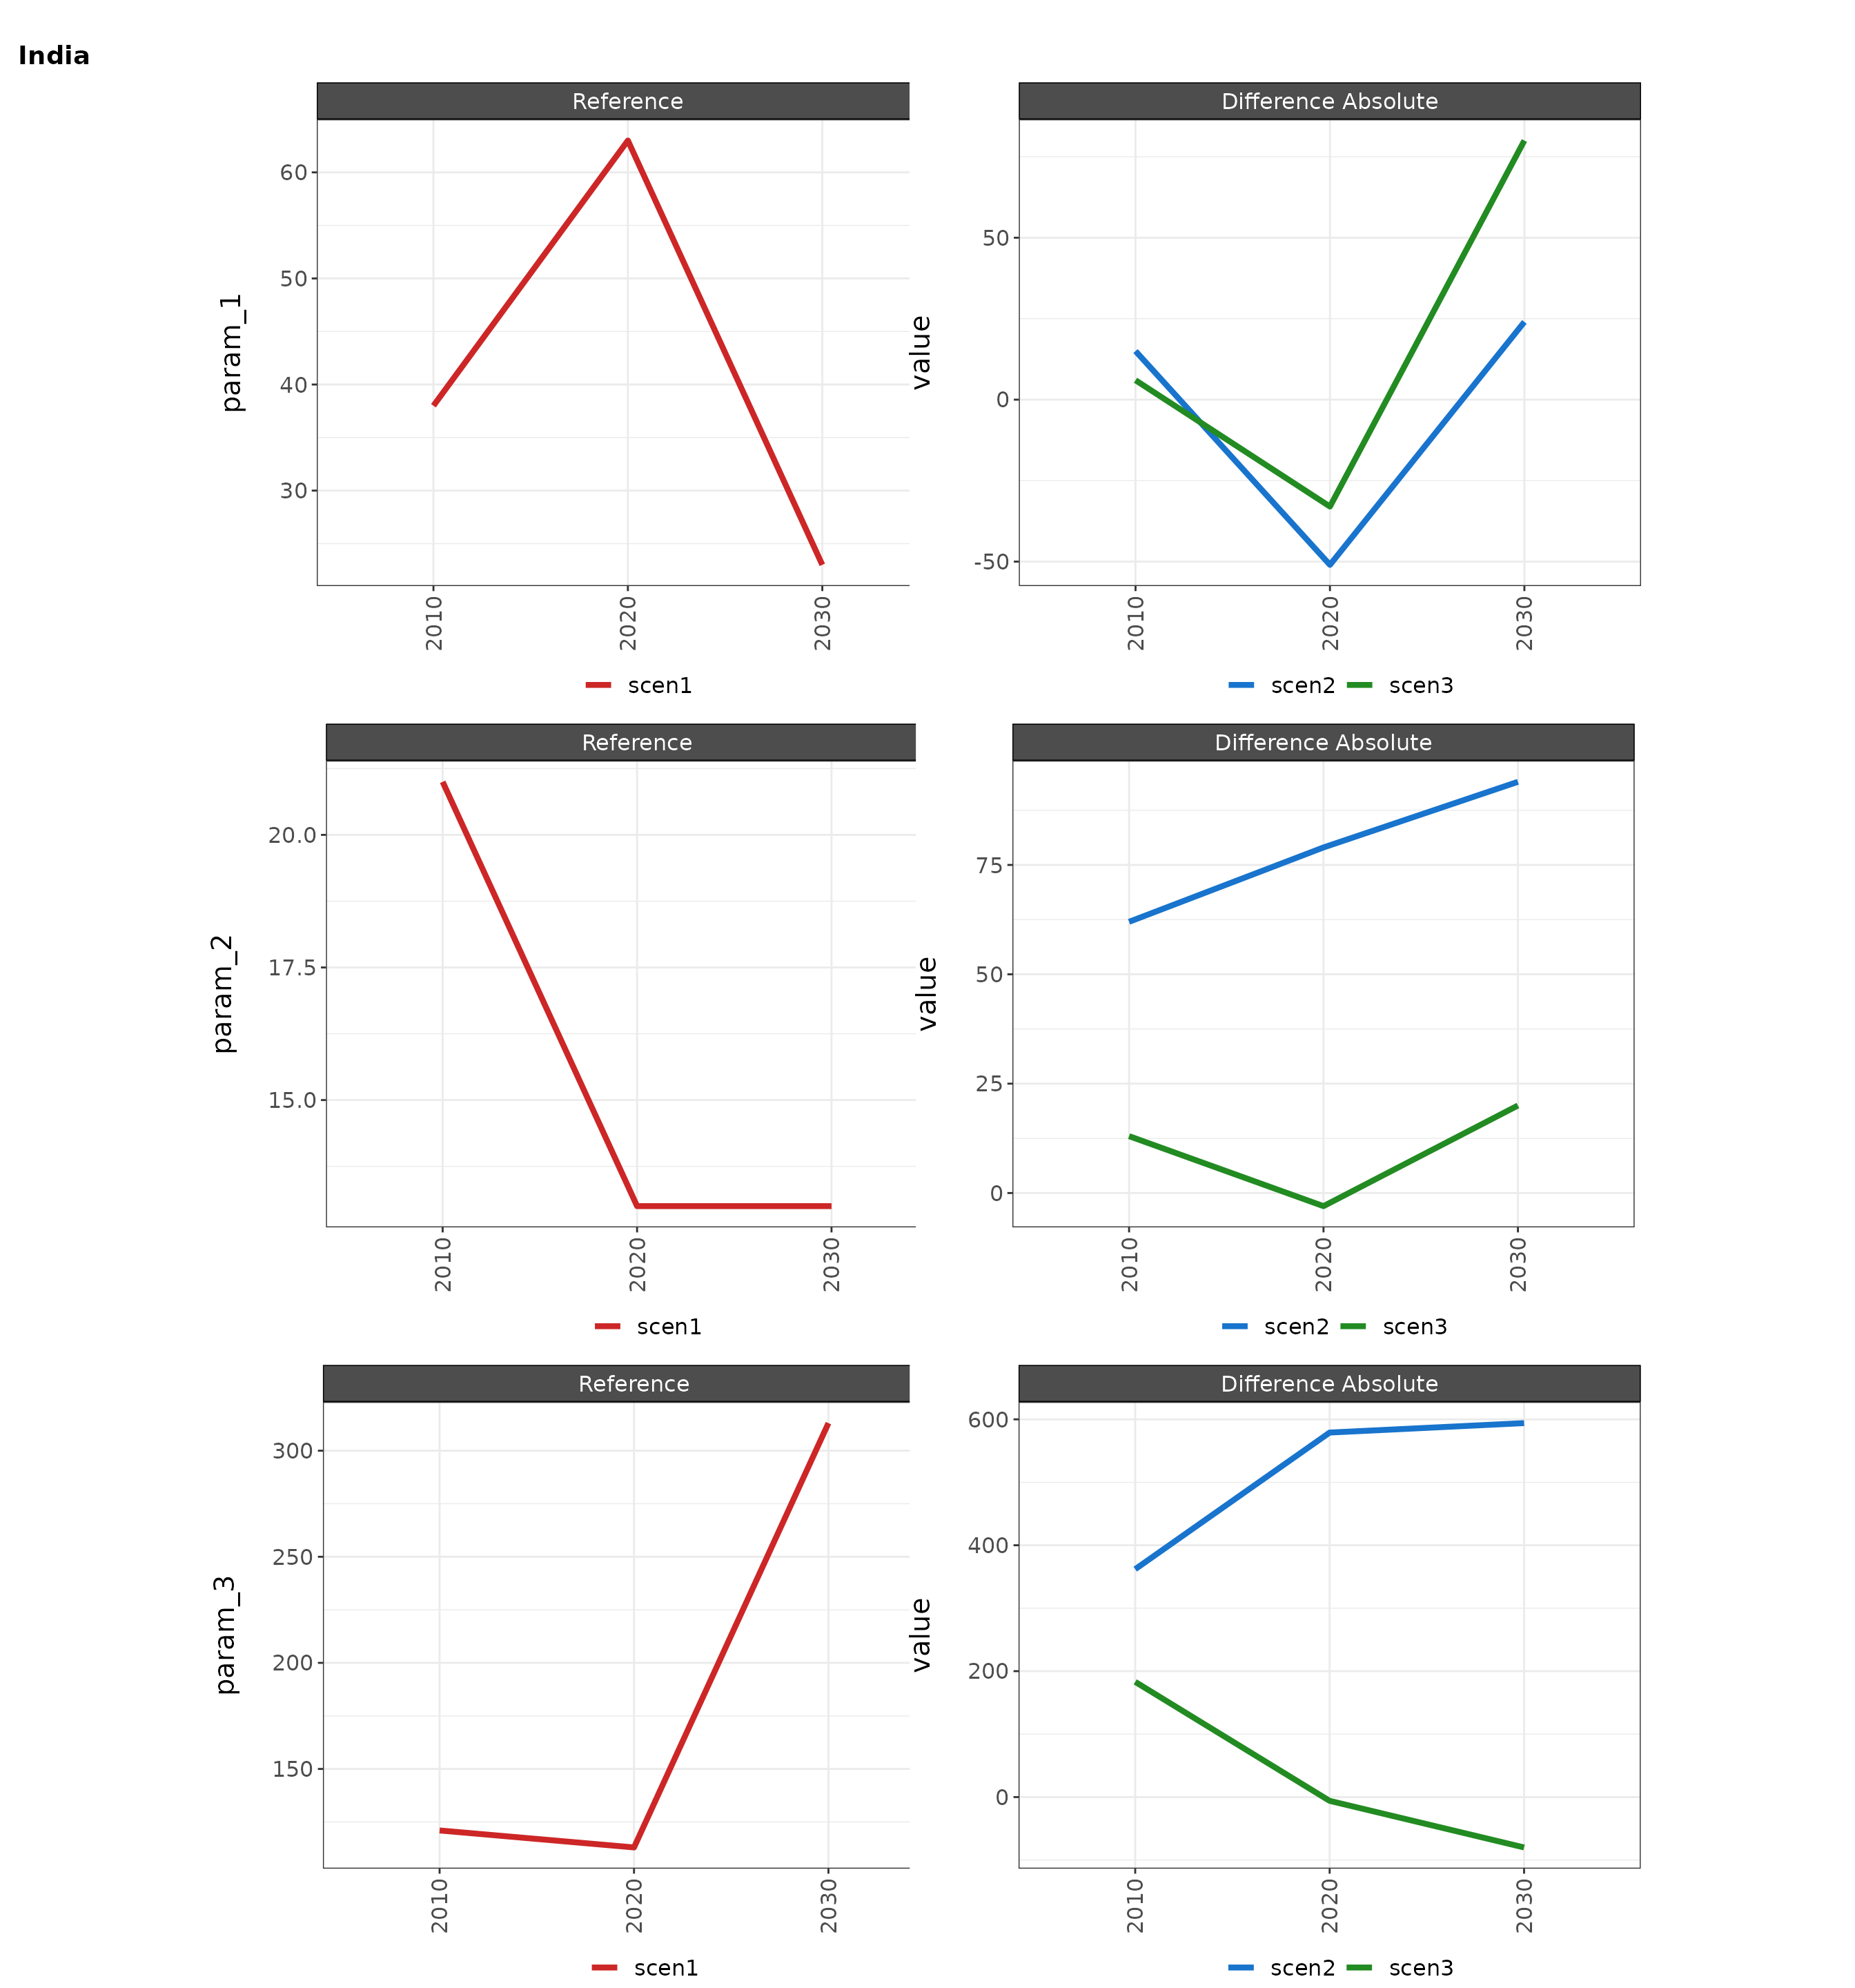 India
Reference
Difference Absolute
param_1
60
50
40
30
2010
2020
2030
scen1
value
50
0
-50
2010
2020
2030
scen2
scen3
Reference
Difference Absolute
param_2
20.0
17.5
15.0
2010
2020
2030
scen1
value
75
50
25
0
2010
2020
2030
scen2
scen3
Reference
Difference Absolute
param_3
300
250
200
150
2010
2020
2030
scen1
value
600
400
200
0
2010
2020
2030
scen2
scen3